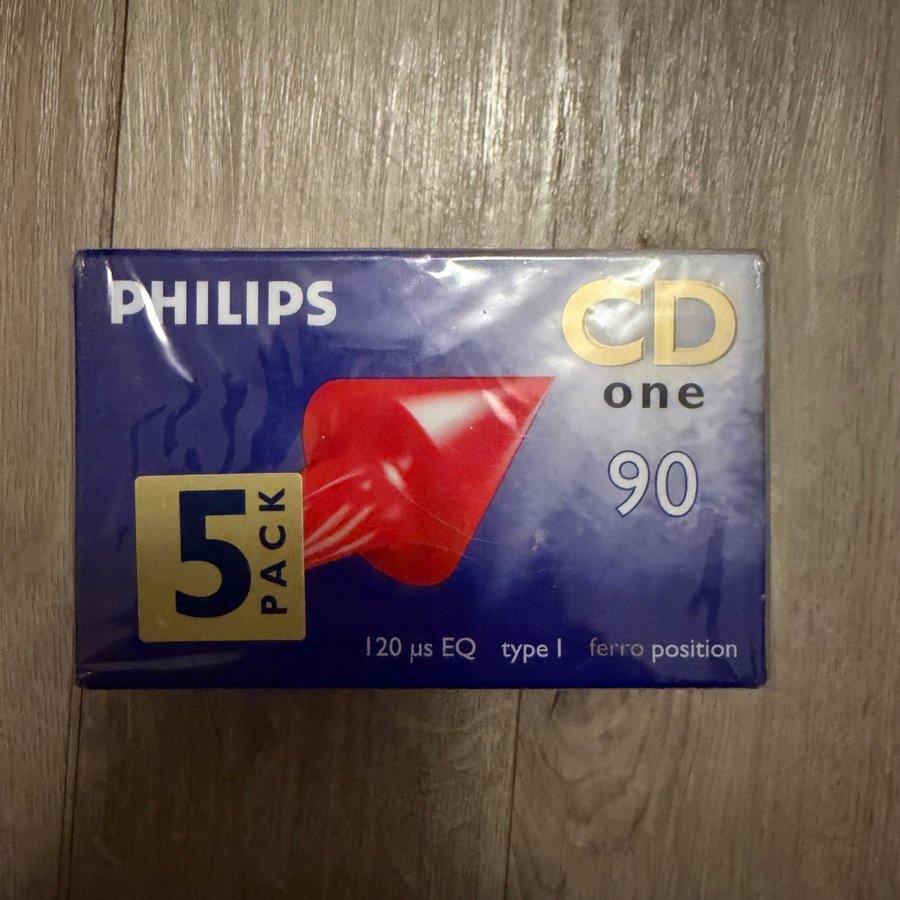 PHILIPS
CD
one
90
5
PACK
120 µs EQ type I ferro position